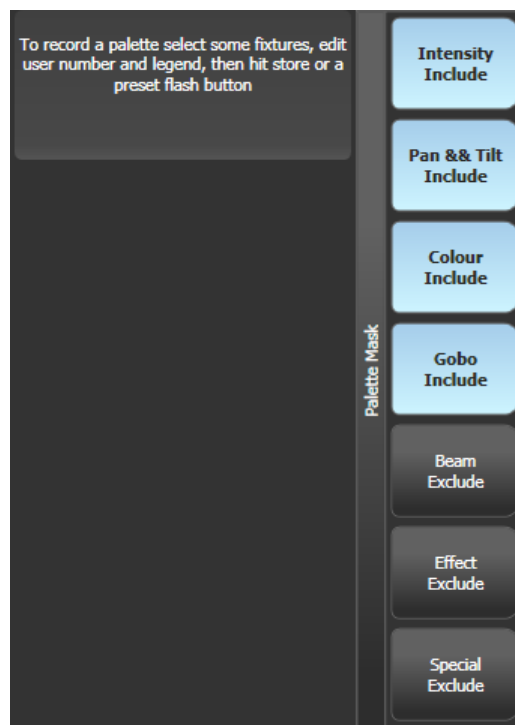 To record a palette select some fixtures, edit
user number and legend, then hit store or a
preset flash button
Palette Mask
Intensity
Include
Pan && Tilt
Include
Colour
Include
Gobo
Include
Beam
Exclude
Effect
Exclude
Special
Exclude